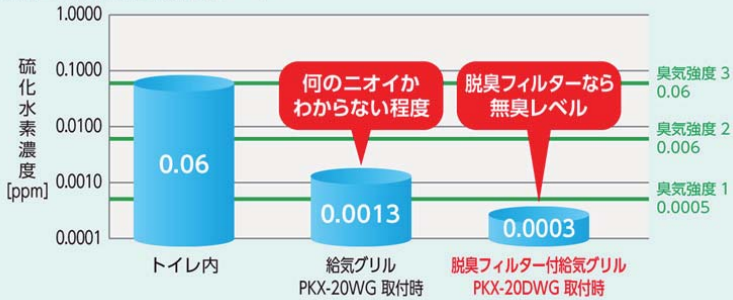 硫化水素濃度
[ppm]
1.0000
0.1000
0.0100
0.0010
0.0001
0.06
0.0013
0.0003
何のニオイか
わからない程度
脱臭フィルターなら
無臭レベル
臭気強度 3
0.06
臭気強度 2
0.006
臭気強度 1
0.0005
トイレ内
給気グリル
PKX-20WG 取付時
脱臭フィルター付給気グリル
PKX-20DWG 取付時